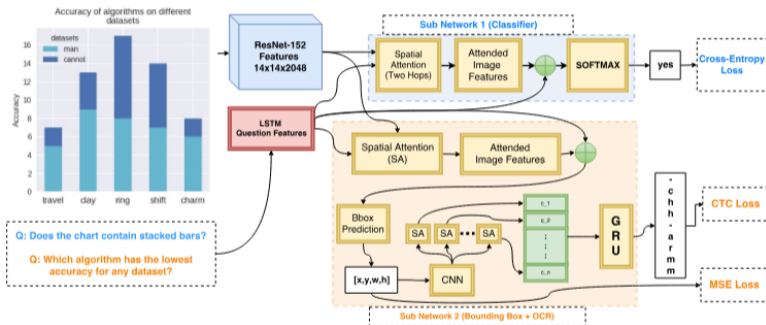 Accuracy of algorithms on different
datasets
datasets
man
cannot
Accuracy
16
14
12
10
8
6
4
2
0
travel
clay
ring
shift
charm
Q: Does the chart contain stacked bars?
Q: Which algorithm has the lowest
accuracy for any dataset?
ResNet-152
Features
14x14x2048
LSTM
Question Features
Sub Network 1 (Classifier)
Spatial
Attention
(Two Hops)
Attended
Image
Features
SOFTMAX
yes
Cross-Entropy
Loss
Spatial Attention
(SA)
Attended
Image Features
Bbox
Prediction
[x,y,w,h]
CNN
SA
SA
SA
c_1
c_2
c_n
GRU
-chh-armm
CTC Loss
MSE Loss
Sub Network 2 (Bounding Box + OCR)